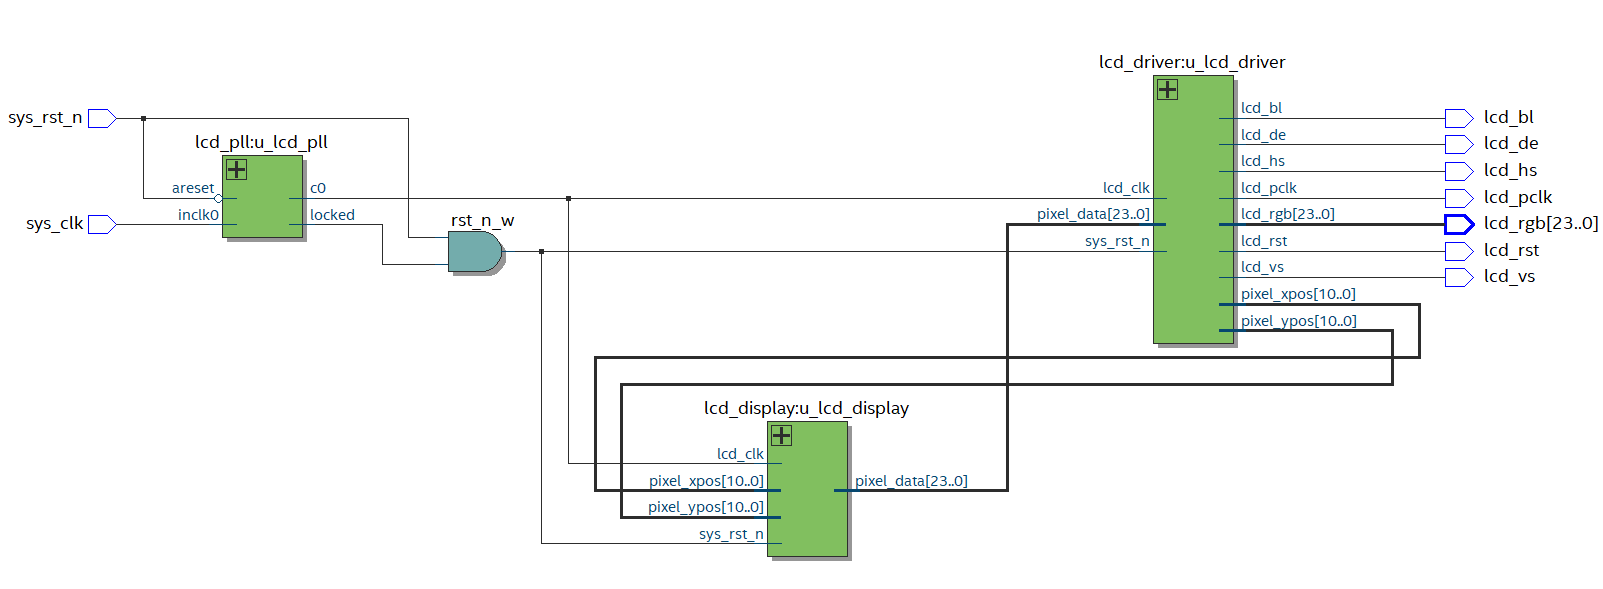 sys_rst_n
sys_clk
lcd_pll:u_lcd_pll
areset
inclk0
c0
locked
rst_n_w
lcd_driver:u_lcd_driver
lcd_clk
pixel_data[23..0]
sys_rst_n
lcd_bl
lcd_de
lcd_hs
lcd_pclk
lcd_rgb[23..0]
lcd_rst
lcd_vs
pixel_xpos[10..0]
pixel_ypos[10..0]
lcd_bl
lcd_de
lcd_hs
lcd_pclk
lcd_rgb[23..0]
lcd_rst
lcd_vs
lcd_display:u_lcd_display
lcd_clk
pixel_xpos[10..0]
pixel_ypos[10..0]
sys_rst_n
pixel_data[23..0]